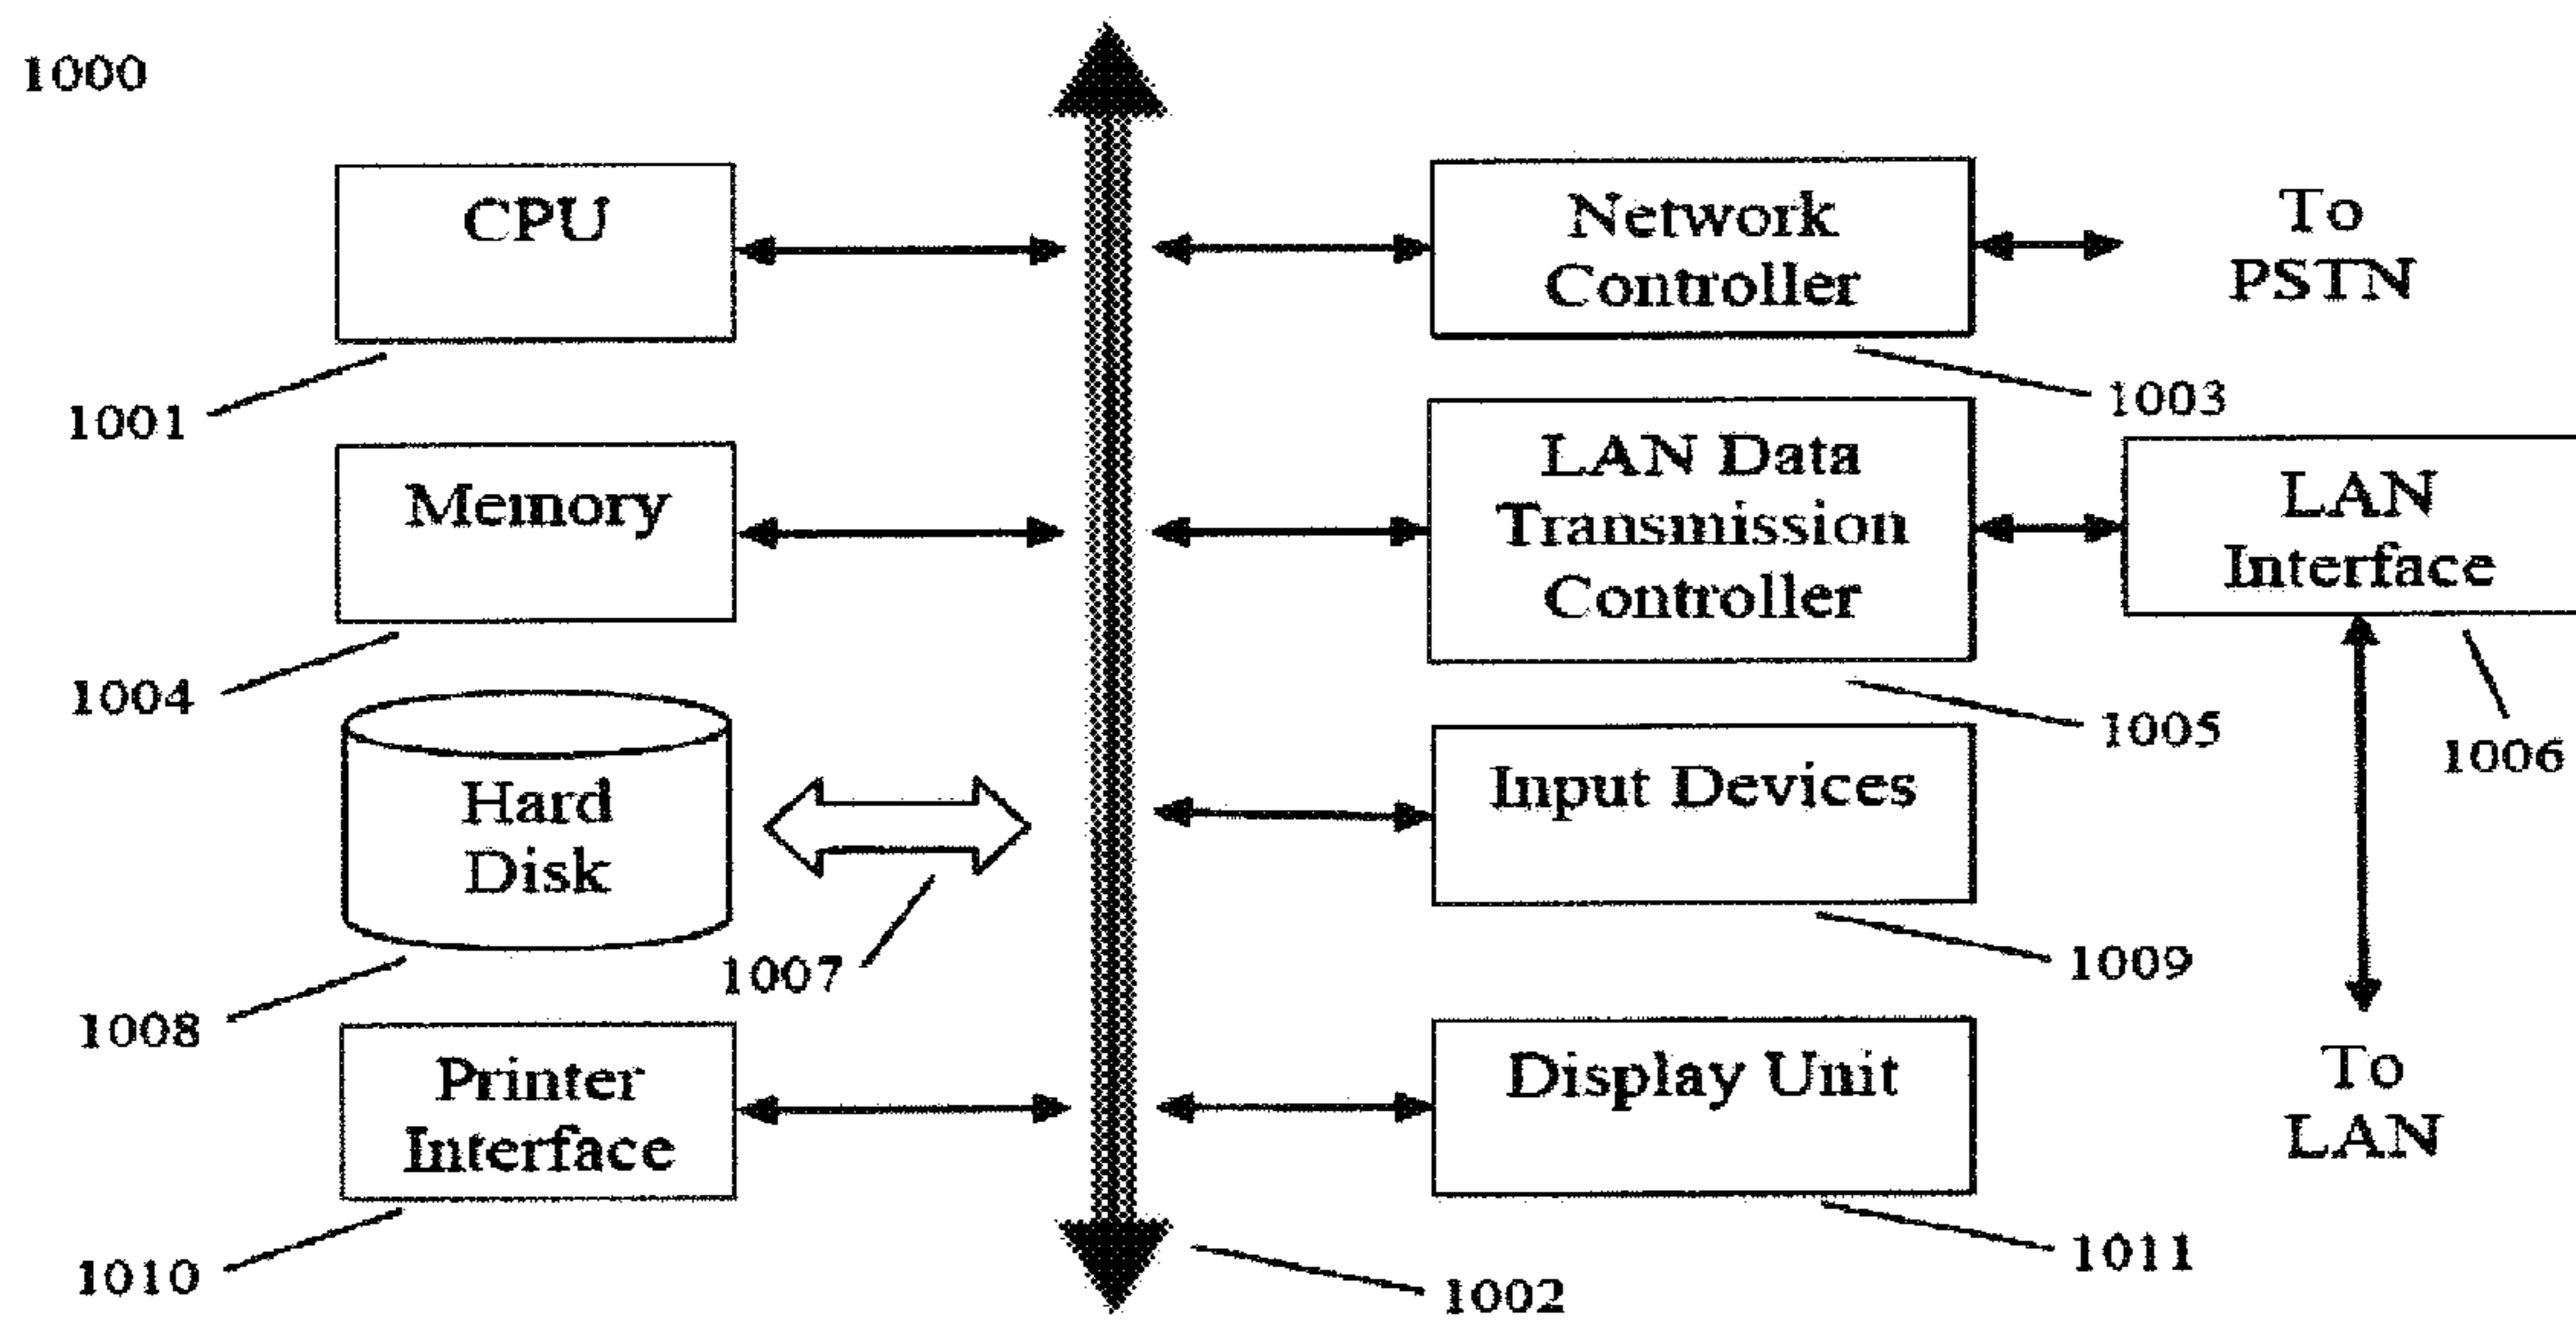 1000
CPU
1001
Network
Controller
To
PSTN
1003
Memory
1004
LAN Data
Transmission
Controller
1005
LAN
Interface
1006
Hard
Disk
1007
1008
Input Devices
1009
Printer
Interface
1010
Display Unit
1011
To
LAN
1002